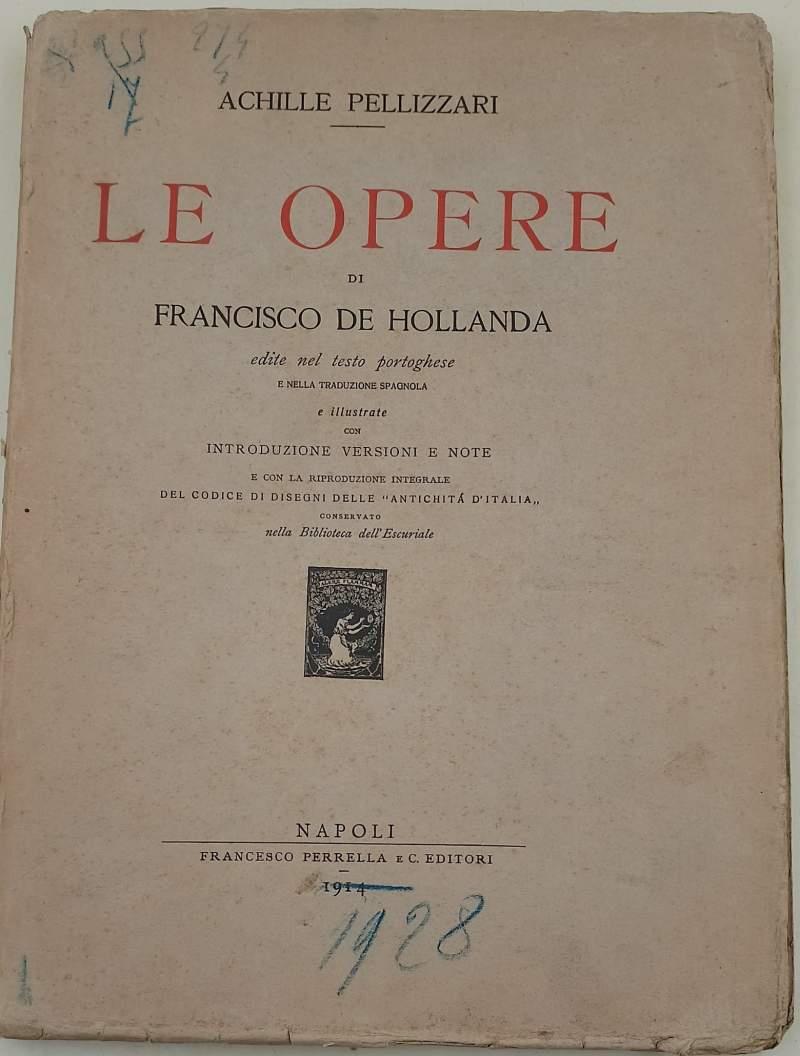 274
ACHILLE PELLIZZARI
LE OPERE
DI
FRANCISCO DE HOLLANDA
edite nel testo portoghese
E NELLA TRADUZIONE SPAGNOLA
e illustrate
CON
INTRODUZIONE VERSIONI E NOTE
E CON LA RIPRODUZIONE INTEGRALE
DEL CODICE DI DISEGNI DELLE "ANTICHITÁ D'ITALIA„
CONSERVATO
nella Biblioteca dell'Escuriale
NAPOLI
FRANCESCO PERRELLA E C. EDITORI
1914
1928